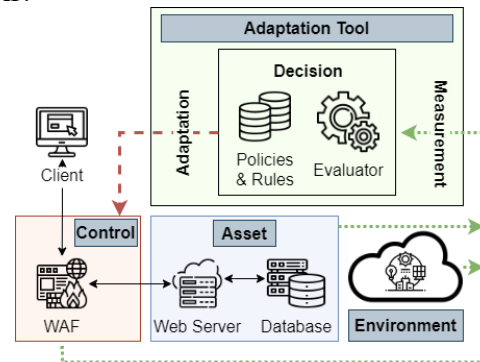 Adaptation Tool
Decision
Adaptation
Measurement
Policies
& Rules
Evaluator
Client
Control
Asset
WAF
Web Server
Database
Environment